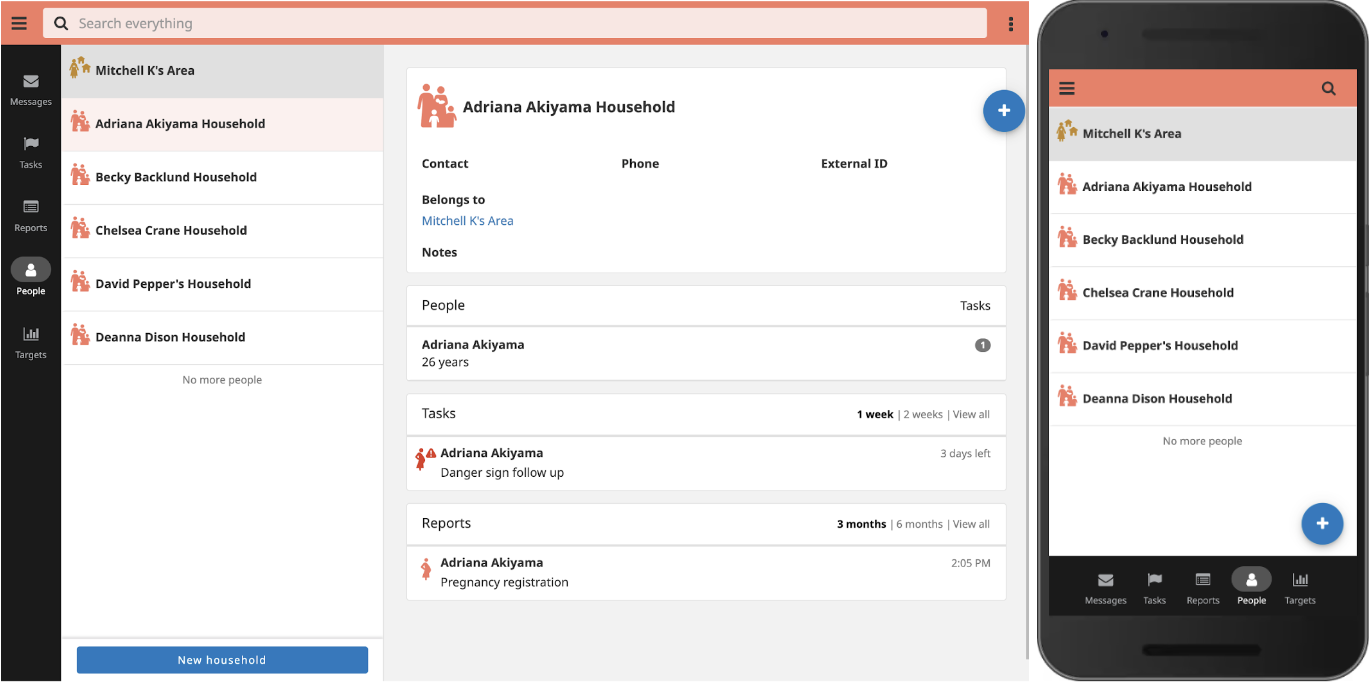 Search everything
Messages
Tasks
Reports
People
Targets
Mitchell K's Area
Adriana Akiyama Household
Becky Backlund Household
Chelsea Crane Household
David Pepper's Household
Deanna Dison Household
No more people
New household
Adriana Akiyama Household
Contact Phone External ID
Belongs to
Mitchell K's Area
Notes
People Tasks
Adriana Akiyama 1
26 years
Tasks 1 week | 2 weeks | View all
Adriana Akiyama 3 days left
Danger sign follow up
Reports 3 months | 6 months | View all
Adriana Akiyama 2:05 PM
Pregnancy registration
Mitchell K's Area
Adriana Akiyama Household
Becky Backlund Household
Chelsea Crane Household
David Pepper's Household
Deanna Dison Household
No more people
Messages Tasks Reports People Targets